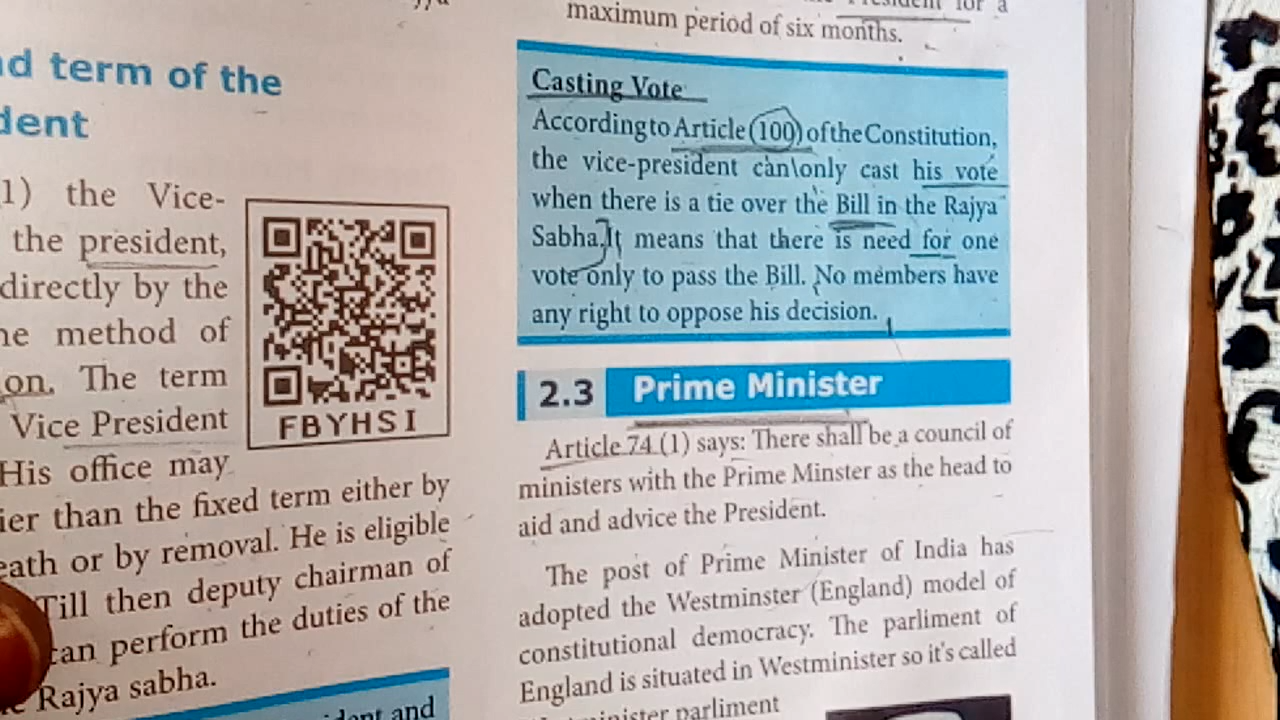 term of the
1) the Vice-
the president,
directly by the
method of
on. The term
Vice President
FBYHSI
His office may
ier than the fixed term either by
or by removal. He is eligible
Till then deputy chairman of
can perform the duties of the
Rajya sabha.
and
for a
maximum period of six months.
Casting Vote
According to Article (100) of the Constitution,
the vice-president can only cast his vote
when there is a tie over the Bill in the Rajya
Sabha. It means that there is need for one
vote only to pass the Bill. No members have
any right to oppose his decision.
2.3 Prime Minister
Article 74 (1) says: There shall be a council of
ministers with the Prime Minster as the head to
aid and advice the President.
The post of Prime Minister of India has
adopted the Westminster (England) model of
constitutional democracy. The parliment of
England is situated in Westminister so it's called
parliment